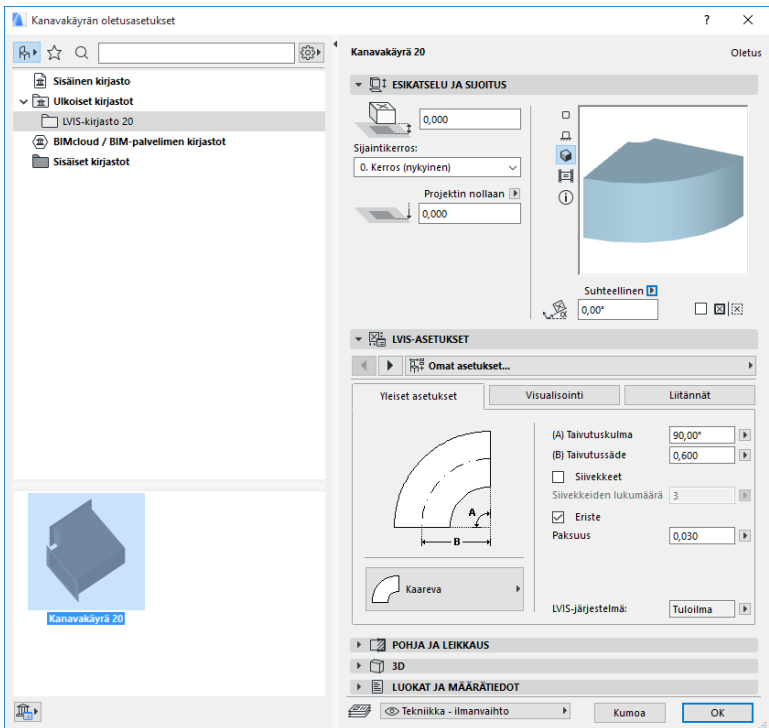 Kanavakäyrän oletusasetukset
Sisäinen kirjasto
Ulkoiset kirjastot
LVIS-kirjasto 20
BIMcloud / BIM-palvelimen kirjastot
Sisäiset kirjastot
Kanavakäyrä 20
Kanavakäyrä 20
Oletus
ESIKATSELU JA SIJOITUS
0,000
Sijaintikerros:
0. Kerros (nykyinen)
Projektin nollaan
0,000
Suhteellinen
0,00°
LVIS-ASETUKSET
Omat asetukset...
Yleiset asetukset
Visualisointi
Liitännät
A
B
(A) Taivutuskulma
90,00°
(B) Taivutussäde
0,600
Siivekkeet
Siivekkeiden lukumäärä
3
Eriste
Paksuus
0,030
Kaareva
LVIS-järjestelmä:
Tuloilma
POHJA JA LEIKKAUS
3D
LUOKAT JA MÄÄRÄTIEDOT
Tekniikka - ilmanvaihto
Kumoa
OK